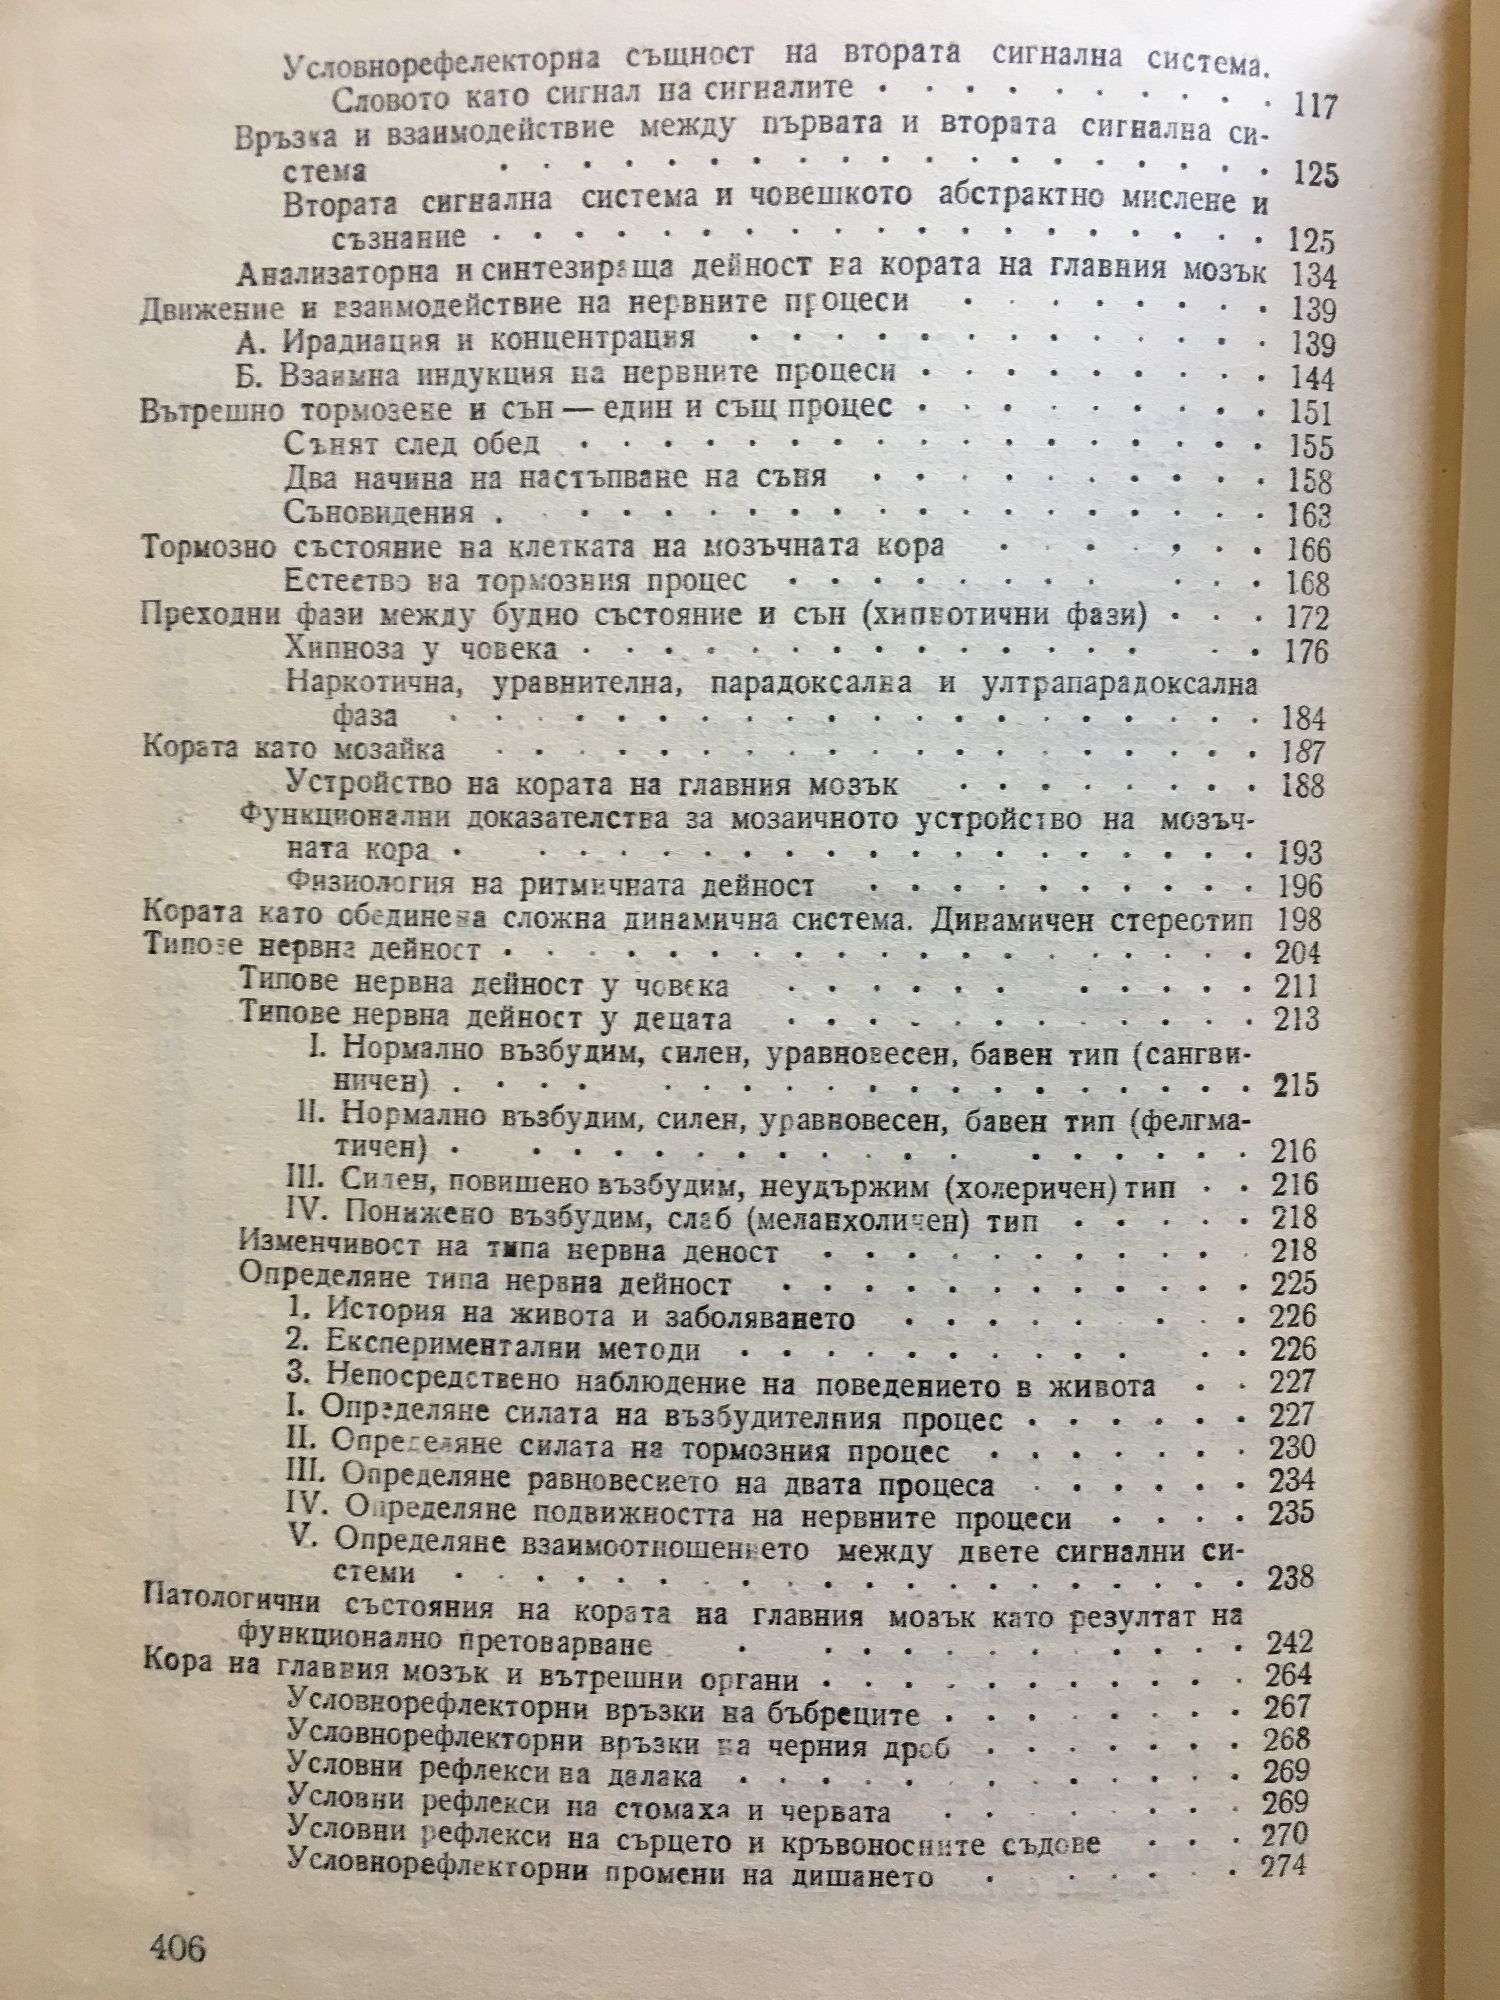 Условнорефелекторна същност на втората сигнална система.
Словото като сигнал на сигналите . . . . . . . . . . 117
Връзка и взаимодействие между първата и втората сигнална си-
стема . . . . . . . . . . . . . . . . . . . 125
Втората сигнална система и човешкото абстрактно мислене и
съзнание . . . . . . . . . . . . . . . . . . . 125
Анализаторна и синтезираща дейност на кората на главния мозък 134
Движение и взаимодействие на нервните процеси . . . . . . . . 139
А. Ирадиация и концентрация . . . . . . . . . . . . . 139
Б. Взаимна индукция на нервните процеси . . . . . . . . . 144
Вътрешно тормозене и сън — един и същ процес . . . . . . . . . 151
Сънят след обед . . . . . . . . . . . . . . . . . 155
Два начина на настъпване на съня . . . . . . . . . . 158
Съновидения . . . . . . . . . . . . . . . . . . 163
Тормозно състояние на клетката на мозъчната кора . . . . . . . 166
Естество на тормозния процес . . . . . . . . . . . 168
Преходни фази между будно състояние и сън (хипнотични фази) . . . 172
Хипноза у човека . . . . . . . . . . . . . . . . 176
Наркотична, уравнителна, парадоксална и ултрапарадоксална
фаза . . . . . . . . . . . . . . . . . . . . 184
Кората като мозайка . . . . . . . . . . . . . . . . . . . 187
Устройство на кората на главния мозък . . . . . . . . 188
Функционални доказателства за мозаичното устройство на мозъч-
ната кора . . . . . . . . . . . . . . . . . . . 193
Физиология на ритмичната дейност . . . . . . . . . . 196
Кората като обединена сложна динамична система. Динамичен стереотип 198
Типове нервна дейност . . . . . . . . . . . . . . . . . . . 204
Типове нервна дейност у човека . . . . . . . . . . . 211
Типове нервна дейност у децата . . . . . . . . . . . . 213
I. Нормално възбудим, силен, уравновесен, бавен тип (сангви-
ничен) . . . . . . . . . . . . . . . . . . 215
II. Нормално възбудим, силен, уравновесен, бавен тип (фелгма-
тичен) . . . . . . . . . . . . . . . . . . 216
III. Силен, повишено възбудим, неудържим (холеричен) тип . . 216
IV. Понижено възбудим, слаб (меланхоличен) тип . . . . . 218
Изменчивост на типа нервна деност . . . . . . . . . . . 218
Определяне типа нервна дейност . . . . . . . . . . . . 225
1. История на живота и заболяването . . . . . . . . 226
2. Експериментални методи . . . . . . . . . . . . 226
3. Непосредствено наблюдение на поведението в живота . . 227
I. Определяне силата на възбудителния процес . . . . . . 227
II. Определяне силата на тормозния процес . . . . . . . 230
III. Определяне равновесието на двата процеса . . . . . . 234
IV. Определяне подвижността на нервните процеси . . . . 235
V. Определяне взаимоотношението между двете сигнални си-
стеми . . . . . . . . . . . . . . . . . . . 238
Патологични състояния на кората на главния мозък като резултат на
функционално претоварване . . . . . . . . . . . . 242
Кора на главния мозък и вътрешни органи . . . . . . . . . . . 264
Условнорефлекторни връзки на бъбреците . . . . . . . . 267
Условнорефлекторни връзки на черния дроб . . . . . . . 268
Условни рефлекси на далака . . . . . . . . . . . . . 269
Условни рефлекси на стомаха и червата . . . . . . . . 269
Условни рефлекси на сърцето и кръвоносните съдове . . . 270
Условнорефлекторни промени на дишането . . . . . . . 274
406